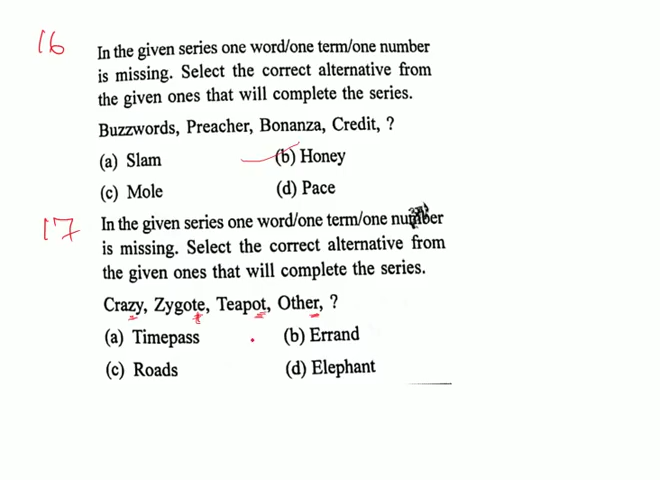 16
In the given series one word/one term/one number
is missing. Select the correct alternative from
the given ones that will complete the series.
Buzzwords, Preacher, Bonanza, Credit, ?
(a) Slam (b) Honey
(c) Mole (d) Pace
17
In the given series one word/one term/one number
is missing. Select the correct alternative from
the given ones that will complete the series.
Crazy, Zygote, Teapot, Other, ?
(a) Timepass (b) Errand
(c) Roads (d) Elephant